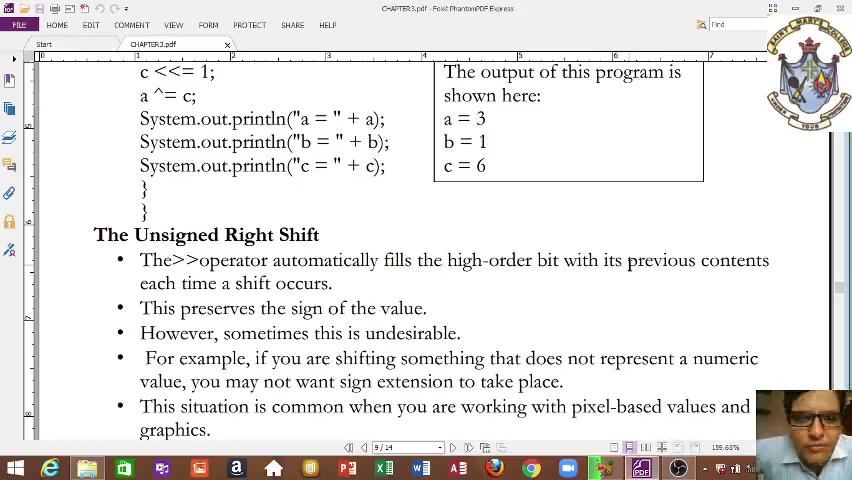 CHAPTER3.pdf - Foxit PhantomPDF Express
FILE HOME EDIT COMMENT VIEW FORM PROTECT SHARE HELP
Find
Start CHAPTER3.pdf
c <<= 1;
a ^= c;
System.out.println("a = " + a);
System.out.println("b = " + b);
System.out.println("c = " + c);
}
}
The output of this program is
shown here:
a = 3
b = 1
c = 6
The Unsigned Right Shift
• The>>operator automatically fills the high-order bit with its previous contents
each time a shift occurs.
• This preserves the sign of the value.
• However, sometimes this is undesirable.
• For example, if you are shifting something that does not represent a numeric
value, you may not want sign extension to take place.
• This situation is common when you are working with pixel-based values and
graphics.
9 / 14
159.65%